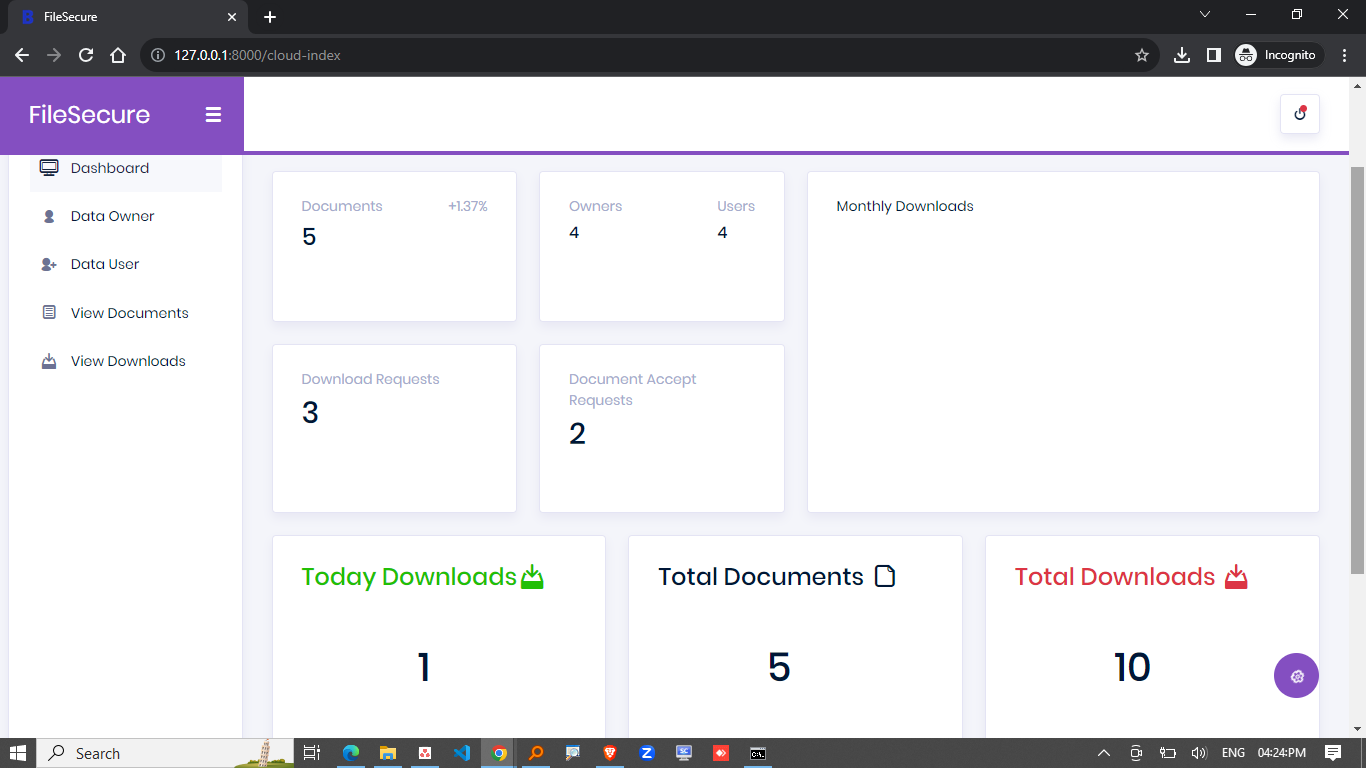 FileSecure
127.0.0.1:8000/cloud-index
Incognito
FileSecure
Dashboard
Data Owner
Data User
View Documents
View Downloads
Documents +1.37%
5
Owners Users
4 4
Monthly Downloads
Download Requests
3
Document Accept
Requests
2
Today Downloads
1
Total Documents
5
Total Downloads
10
Search
ENG 04:24 PM